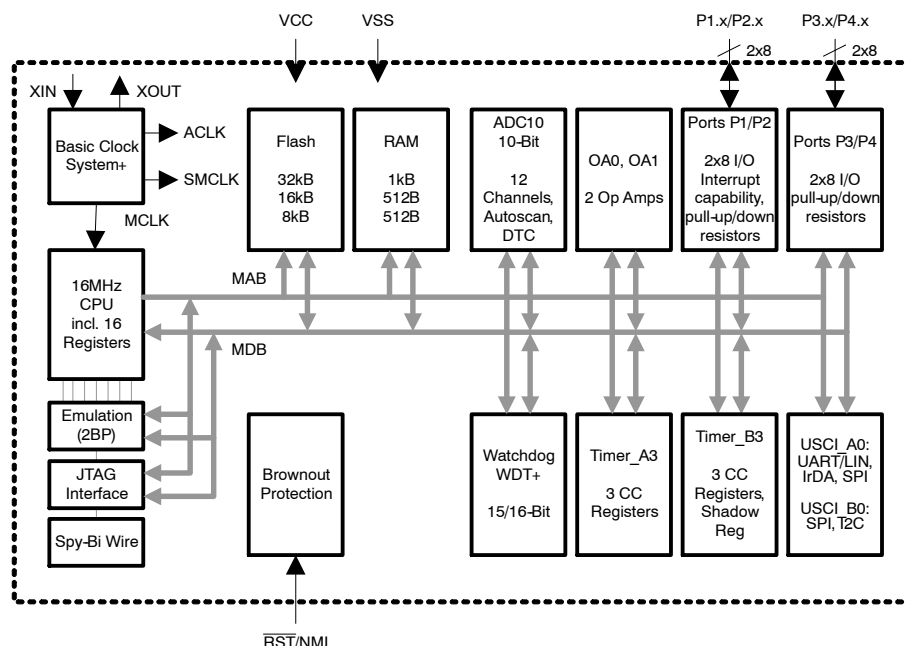 VCC
VSS
P1.x/P2.x
2x8
P3.x/P4.x
2x8
XIN
XOUT
Basic Clock
System+
ACLK
SMCLK
MCLK
Flash
32kB
16kB
8kB
RAM
1kB
512B
512B
ADC10
10-Bit
12
Channels,
Autoscan,
DTC
OA0, OA1
2 Op Amps
Ports P1/P2
2x8 I/O
Interrupt
capability,
pull-up/down
resistors
Ports P3/P4
2x8 I/O
pull-up/down
resistors
16MHz
CPU
incl. 16
Registers
MAB
MDB
Emulation
(2BP)
JTAG
Interface
Spy-Bi Wire
Brownout
Protection
Watchdog
WDT+
15/16-Bit
Timer_A3
3 CC
Registers
Timer_B3
3 CC
Registers,
Shadow
Reg
USCI_A0:
UART/LIN,
IrDA, SPI
USCI_B0:
SPI, I2C
RST/NMI